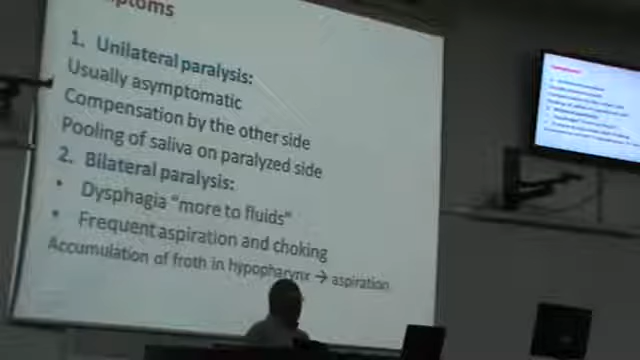 ptoms
1. Unilateral paralysis:
Usually asymptomatic
Compensation by the other side
Pooling of saliva on paralyzed side
2. Bilateral paralysis:
• Dysphagia "more to fluids"
• Frequent aspiration and choking
Accumulation of froth in hypopharynx → aspiration